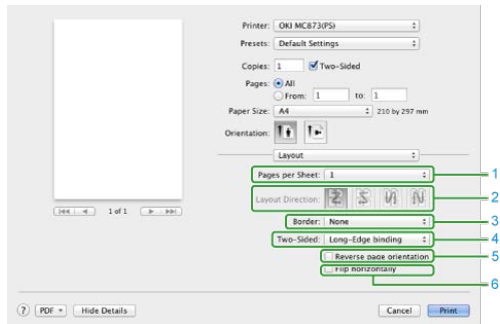 Printer: OKI MC873(PS)
Presets: Default Settings
Copies: 1 Two-Sided
Pages: All
From: 1 to: 1
Paper Size: A4 210 by 297 mm
Orientation:
Layout
Pages per Sheet: 1 1
Layout Direction: 2
Border: None 3
Two-Sided: Long-Edge binding 4
Reverse page orientation 5
Flip horizontally
6
1 of 1
? PDF Hide Details Cancel Print